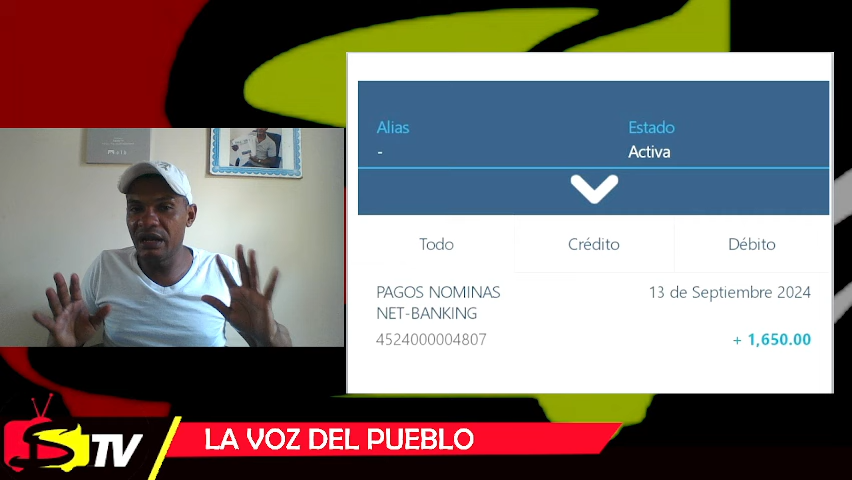 Alias
Estado
-
Activa
Todo
Crédito
Débito
PAGOS NOMINAS
13 de Septiembre 2024
NET-BANKING
4524000004807
+ 1,650.00
STV
LA VOZ DEL PUEBLO